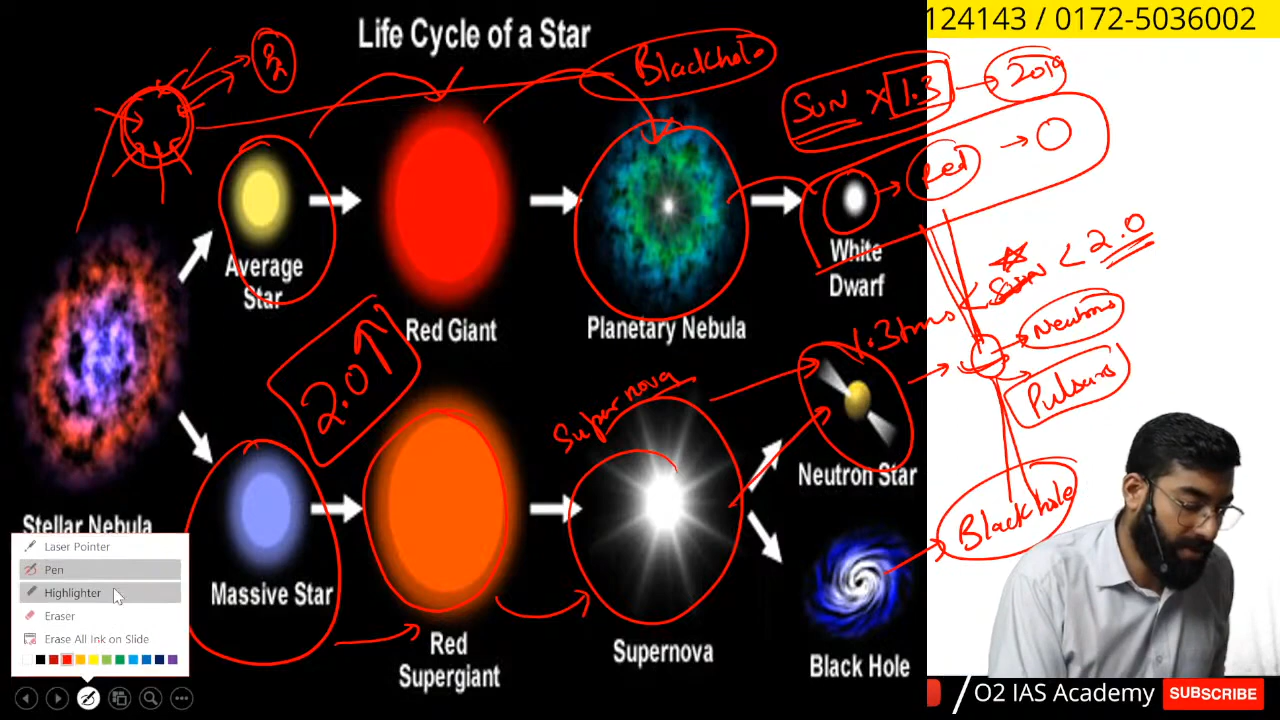 124143 / 0172-5036002
Life Cycle of a Star
Blackhole
SUN X 1.3
2019
Red
Average
Star
Red Giant
Planetary Nebula
White
Dwarf
SUN < 2.0
1.3 tms <
Neutrons
Pulsars
2.0↑
Supernova
Neutron Star
Blackhole
Stellar Nebula
Massive Star
Red
Supergiant
Supernova
Black Hole
Laser Pointer
Pen
Highlighter
Eraser
Erase All Ink on Slide
/ O2 IAS Academy
SUBSCRIBE